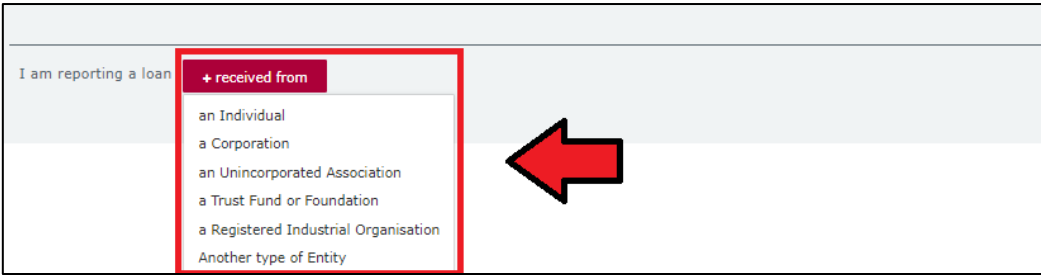 I am reporting a loan + received from
an Individual
a Corporation
an Unincorporated Association
a Trust Fund or Foundation
a Registered Industrial Organisation
Another type of Entity